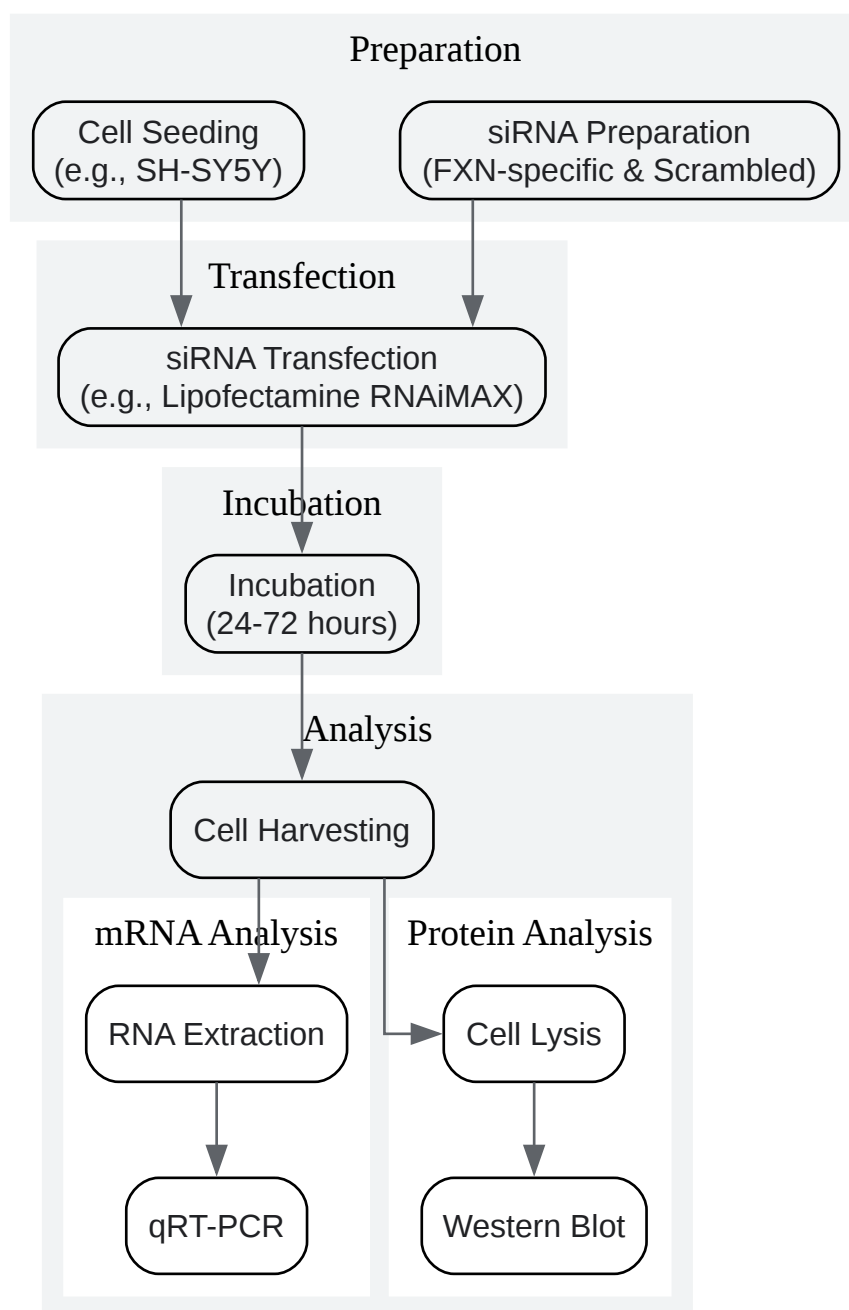 Preparation
Cell Seeding
(e.g., SH-SY5Y)
siRNA Preparation
(FXN-specific & Scrambled)
Transfection
siRNA Transfection
(e.g., Lipofectamine RNAiMAX)
Incubation
Incubation
(24-72 hours)
Analysis
Cell Harvesting
mRNA Analysis
RNA Extraction
qRT-PCR
Protein Analysis
Cell Lysis
Western Blot